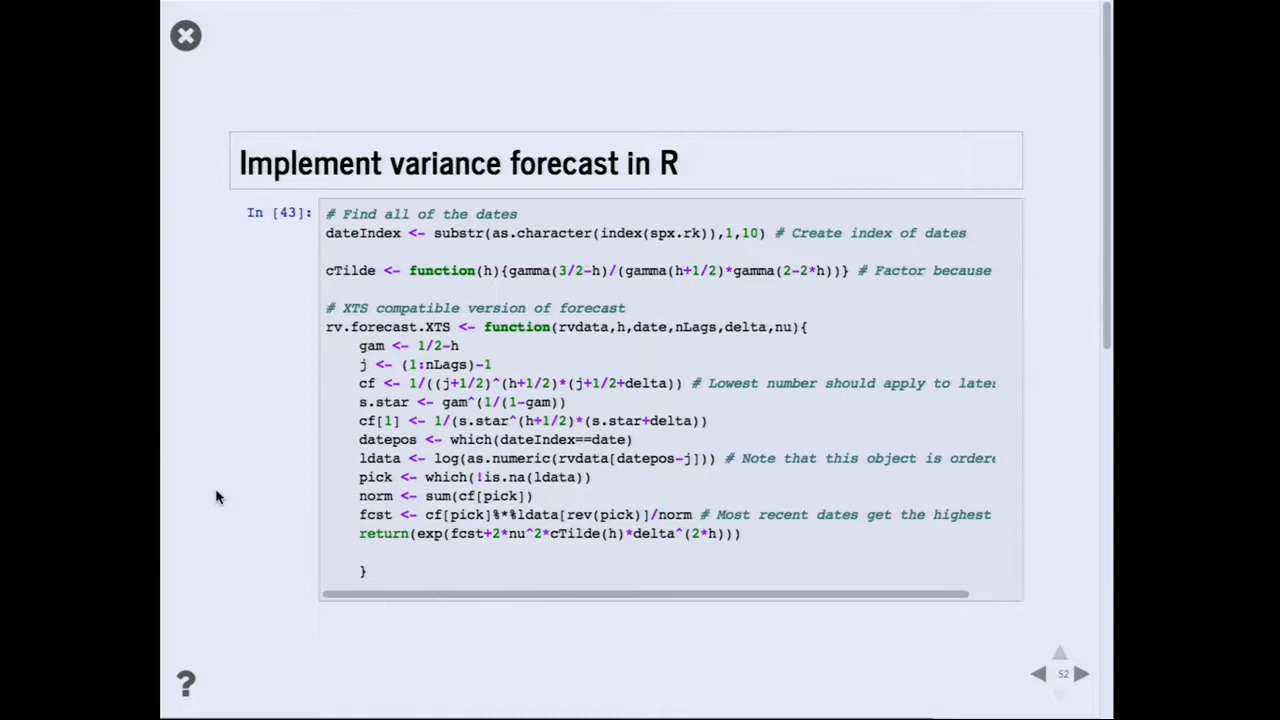 Implement variance forecast in R
In [43]:
# Find all of the dates
dateIndex <- substr(as.character(index(spx.rk)),1,10) # Create index of dates
cTilde <- function(h){gamma(3/2-h)/(gamma(h+1/2)*gamma(2-2*h))} # Factor because
# XTS compatible version of forecast
rv.forecast.XTS <- function(rvdata,h,date,nLags,delta,nu){
gam <- 1/2-h
j <- (1:nLags)-1
cf <- 1/((j+1/2)^(h+1/2)*(j+1/2+delta)) # Lowest number should apply to lates
s.star <- gam^(1/(1-gam))
cf[1] <- 1/(s.star^(h+1/2)*(s.star+delta))
datepos <- which(dateIndex==date)
ldata <- log(as.numeric(rvdata[datepos-j])) # Note that this object is ordere
pick <- which(!is.na(ldata))
norm <- sum(cf[pick])
fcst <- cf[pick]%*%ldata[rev(pick)]/norm # Most recent dates get the highest
return(exp(fcst+2*nu^2*cTilde(h)*delta^(2*h)))
}
?
52